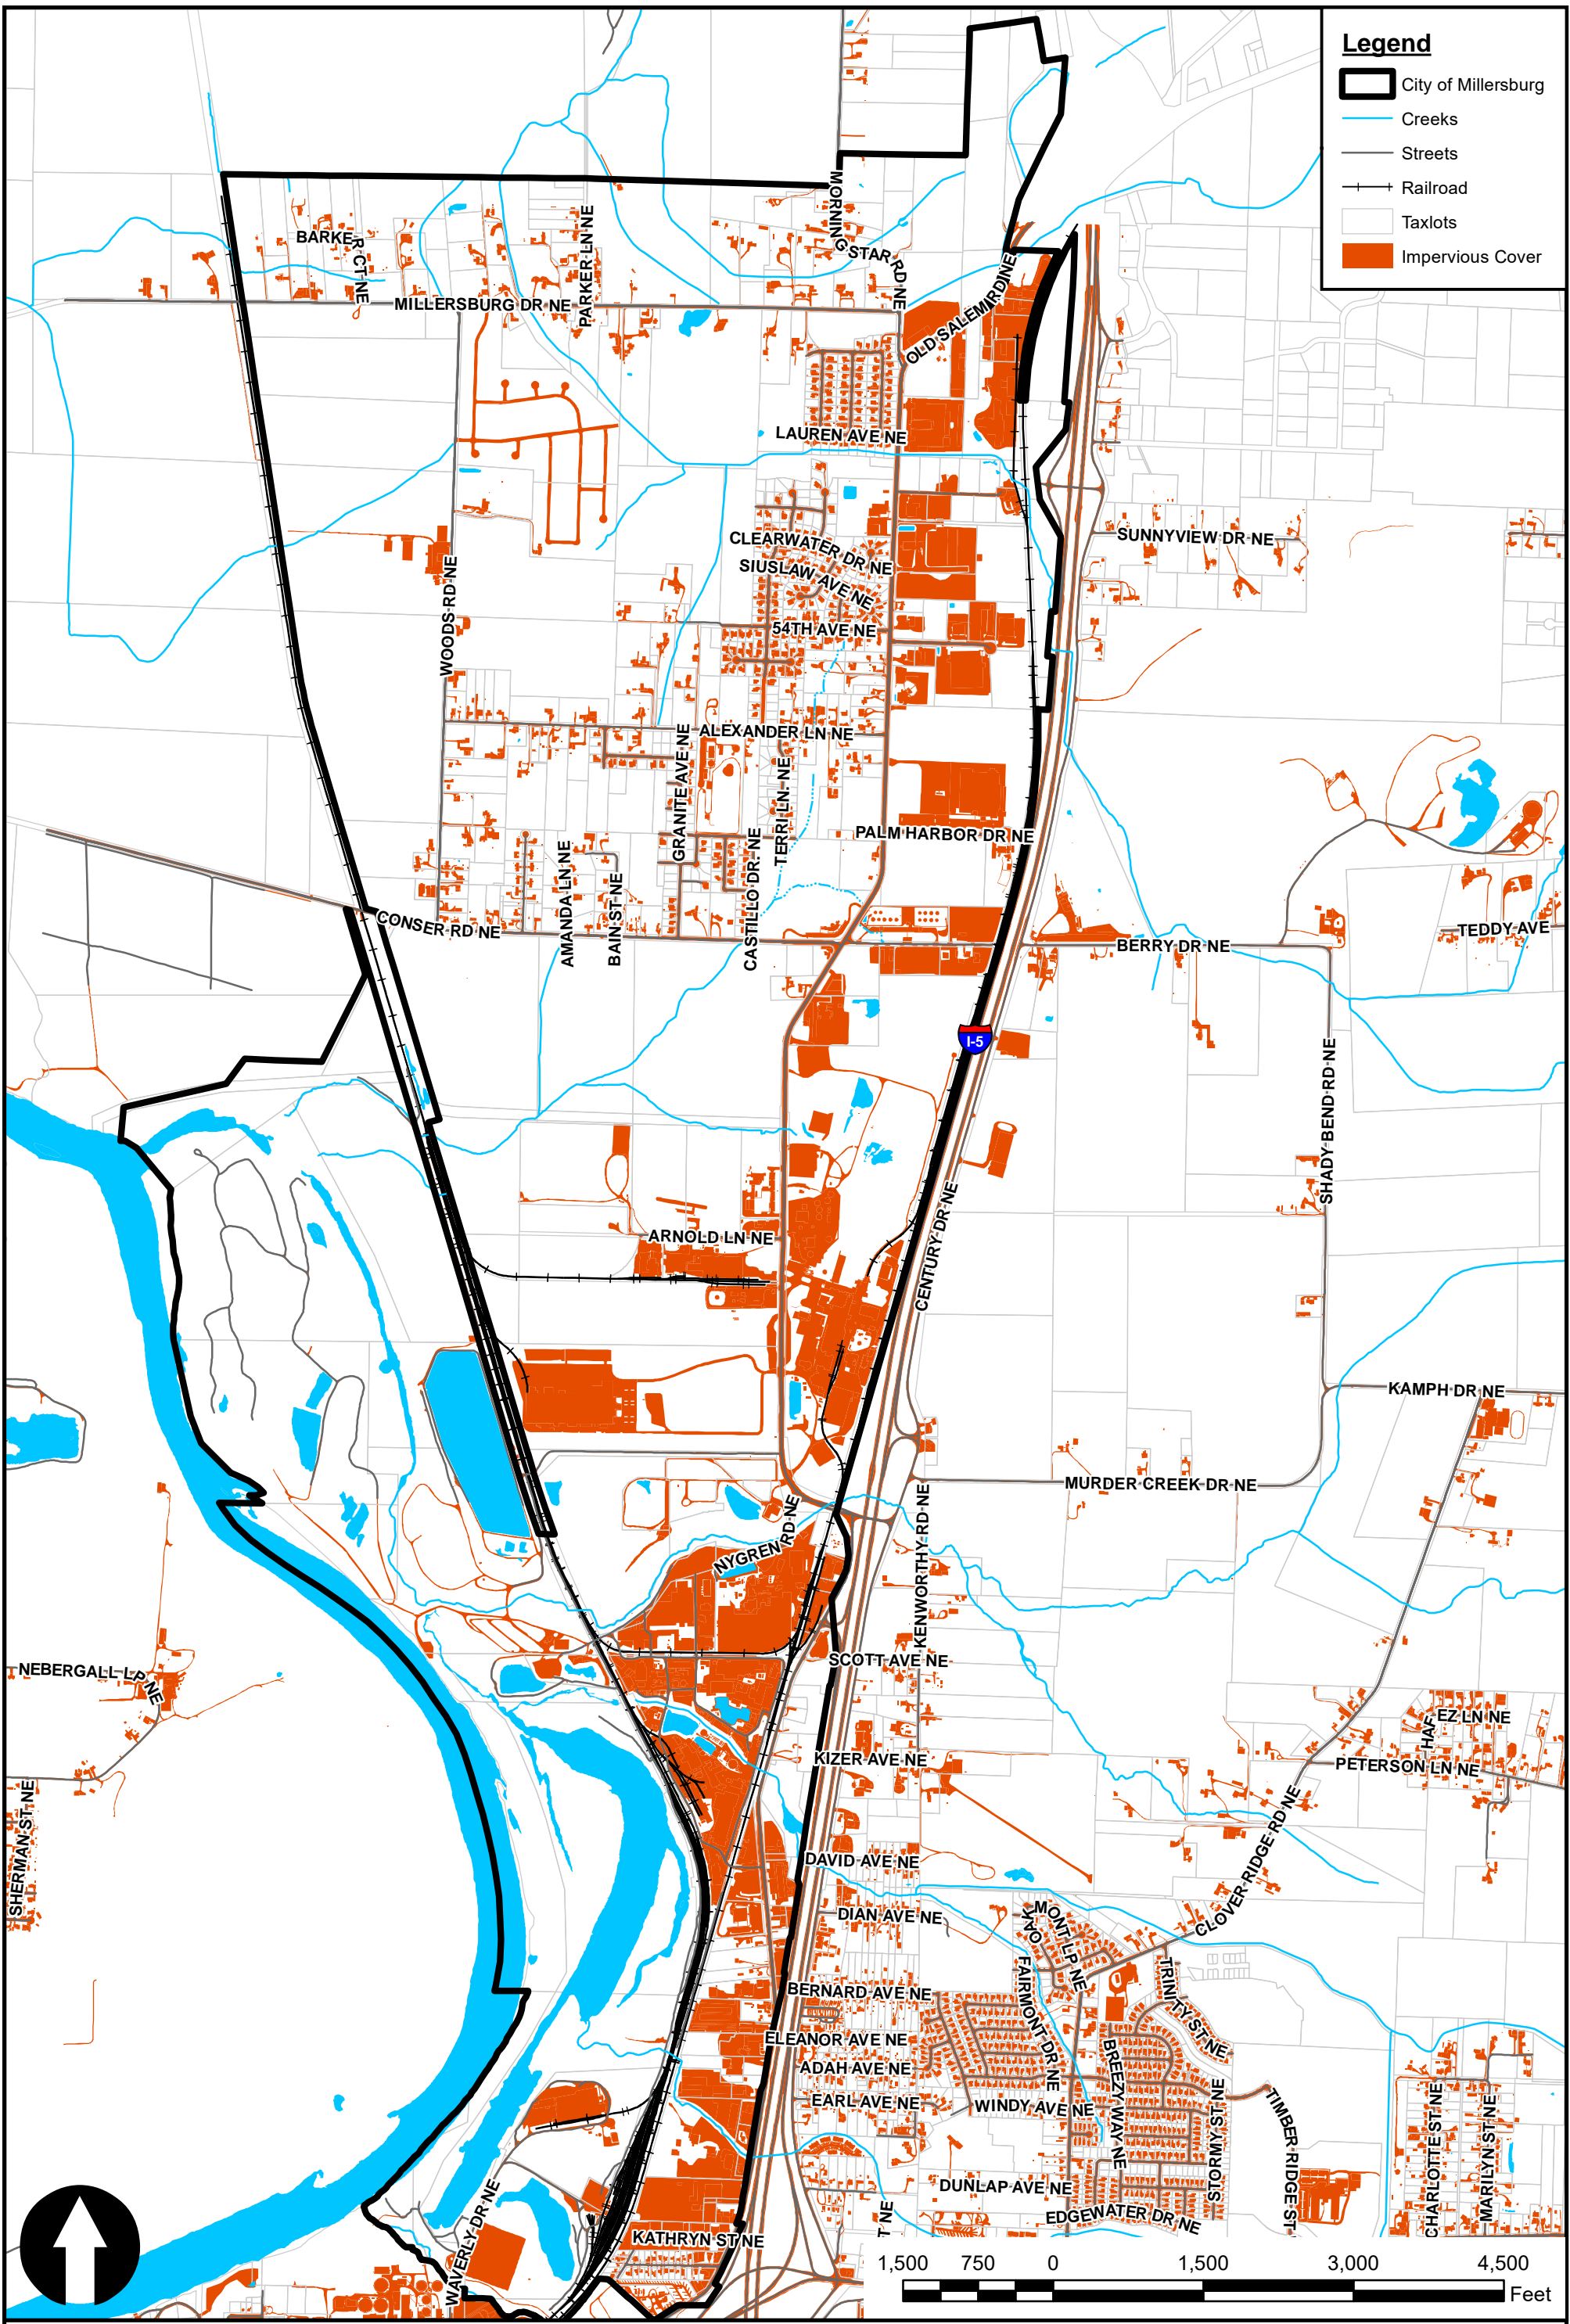 Legend
City of Millersburg
Creeks
Streets
Railroad
Taxlots
Impervious Cover
BARKER CT NE
PARKER LN NE
MORNING STAR RD NE
MILLERSBURG DR NE
LAUREN AVE NE
CLEARWATER DR NE
SIUSLAW AVE NE
SUNNYVIEW DR NE
WOODS RD NE
54TH AVE NE
ALEXANDER LN NE
GRANITE AVE NE
TERRI LN. NE
PALM HARBOR DR NE
CASTILLO DR. NE
AMANDA LN NE
BAIN ST NE
CONSER RD NE
BERRY DR NE
TEDDY AVE
I-5
SHADY BEND RD NE
ARNOLD LN NE
CENTURY DR NE
KAMPH DR NE
MURDER CREEK DR NE
NYGREN RD NE
KENWORTHY RD NE
SCOTT AVE NE
NEBERGALL LP NE
EZ LN NE
KIZER AVE NE
PETERSON LN NE
SHERMAN ST NE
DAVID AVE NE
CLOVER RIDGE RD NE
DIAN AVE NE
MONT LP NE
FAIRMONT DR NE
TRINITY ST NE
BERNARD AVE NE
ELEANOR AVE NE
ADAH AVE NE
BREEZY WAY NE
EARL AVE NE
WINDY AVE NE
STORMY ST NE
TIMBER RIDGE ST
CHARLOTTE ST NE
MARILYN ST NE
DUNLAP AVE NE
EDGEWATER DR NE
T NE
WAVERLY DR NE
KATHRYN ST NE
1,500 750 0 1,500 3,000 4,500
Feet